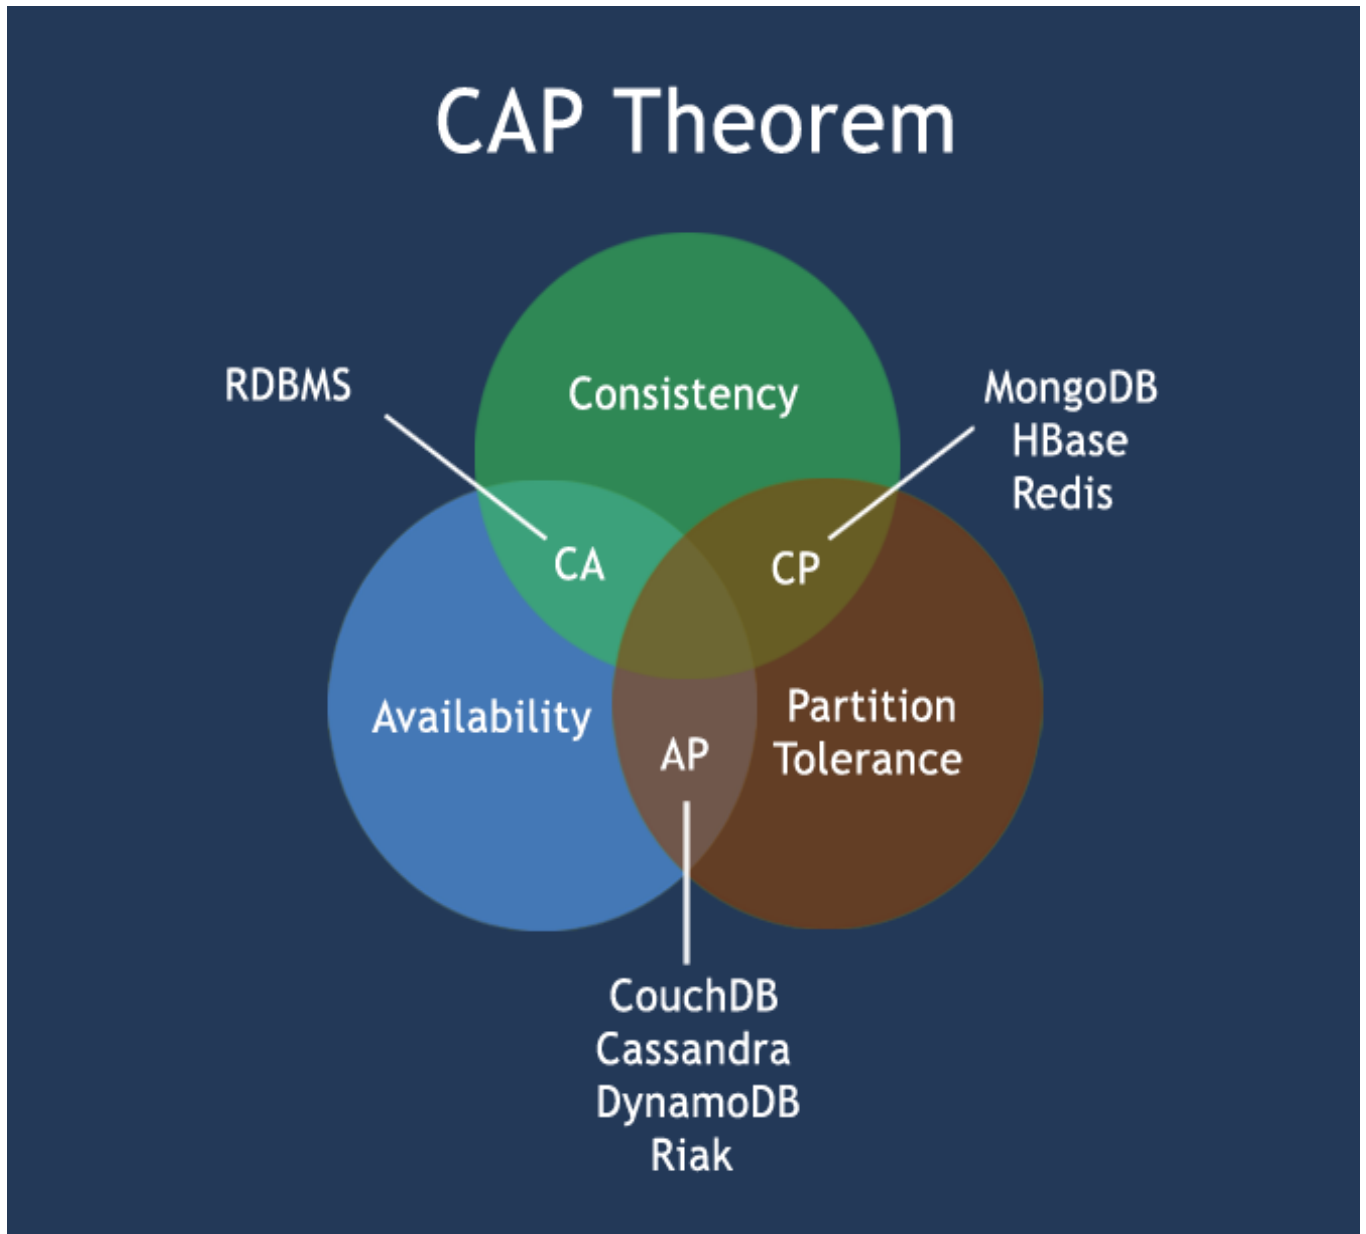 CAP Theorem
RDBMS
Consistency
MongoDB
HBase
Redis
CA
CP
Availability
Partition
Tolerance
AP
CouchDB
Cassandra
DynamoDB
Riak